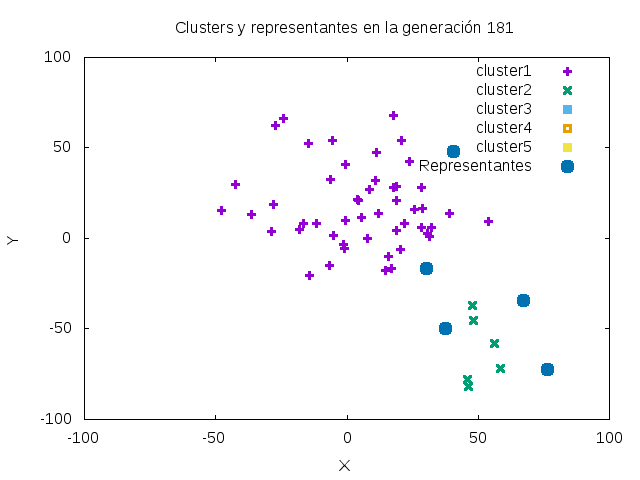 Clusters y representantes en la generación 181
100
50
0
-50
-100
Y
cluster1
cluster2
cluster3
cluster4
cluster5
Representantes
-100 -50 0 50 100
X